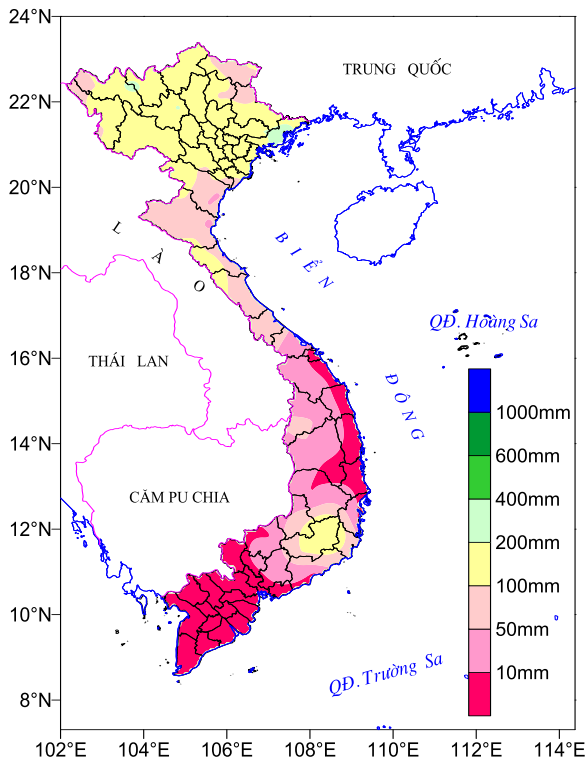 24°N
22°N
20°N
18°N
16°N
14°N
12°N
10°N
8°N
TRUNG QUỐC
LÀO
BIỂN
ĐÔNG
QĐ. Hoàng Sa
THÁI LAN
CĂM PU CHIA
QĐ. Trường Sa
1000mm
600mm
400mm
200mm
100mm
50mm
10mm
102°E 104°E 106°E 108°E 110°E 112°E 114°E